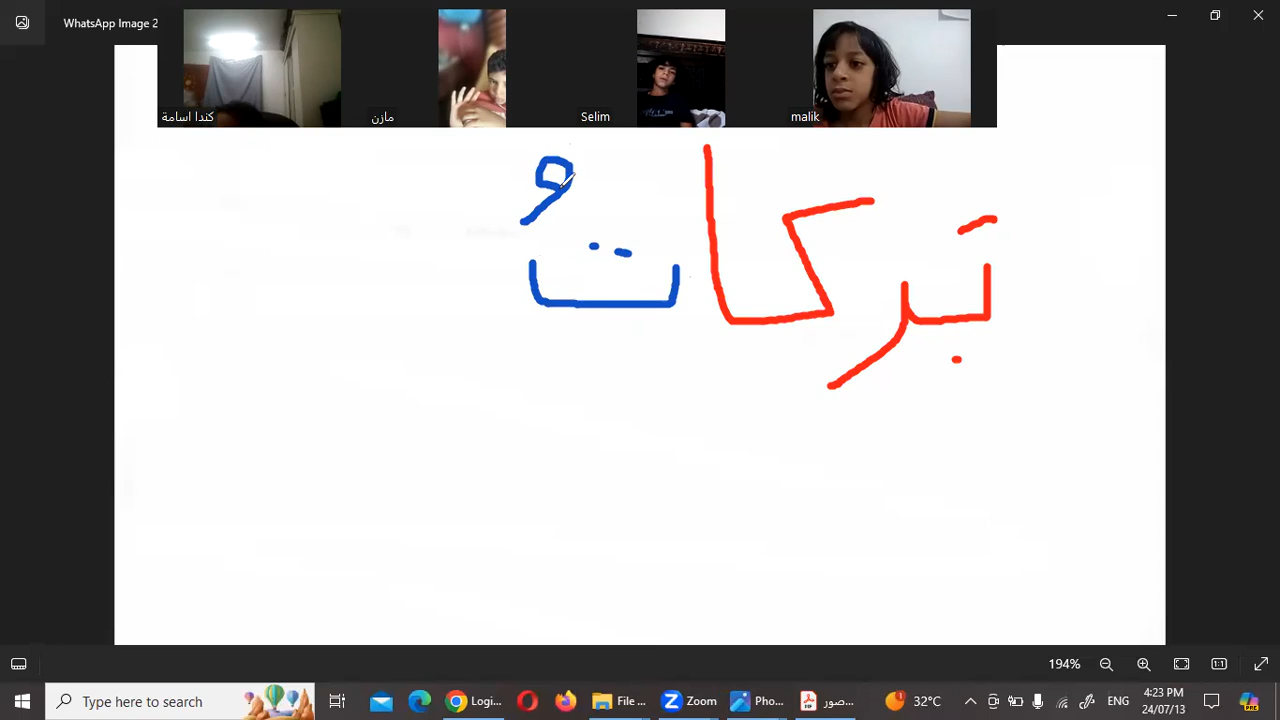 WhatsApp Image 2
كندا اسامة
مازن
Selim
malik
بَركاتُ
194%
Type here to search
Logi...
File ...
Zoom
Pho...
صور...
32°C
ENG
4:23 PM
24/07/13